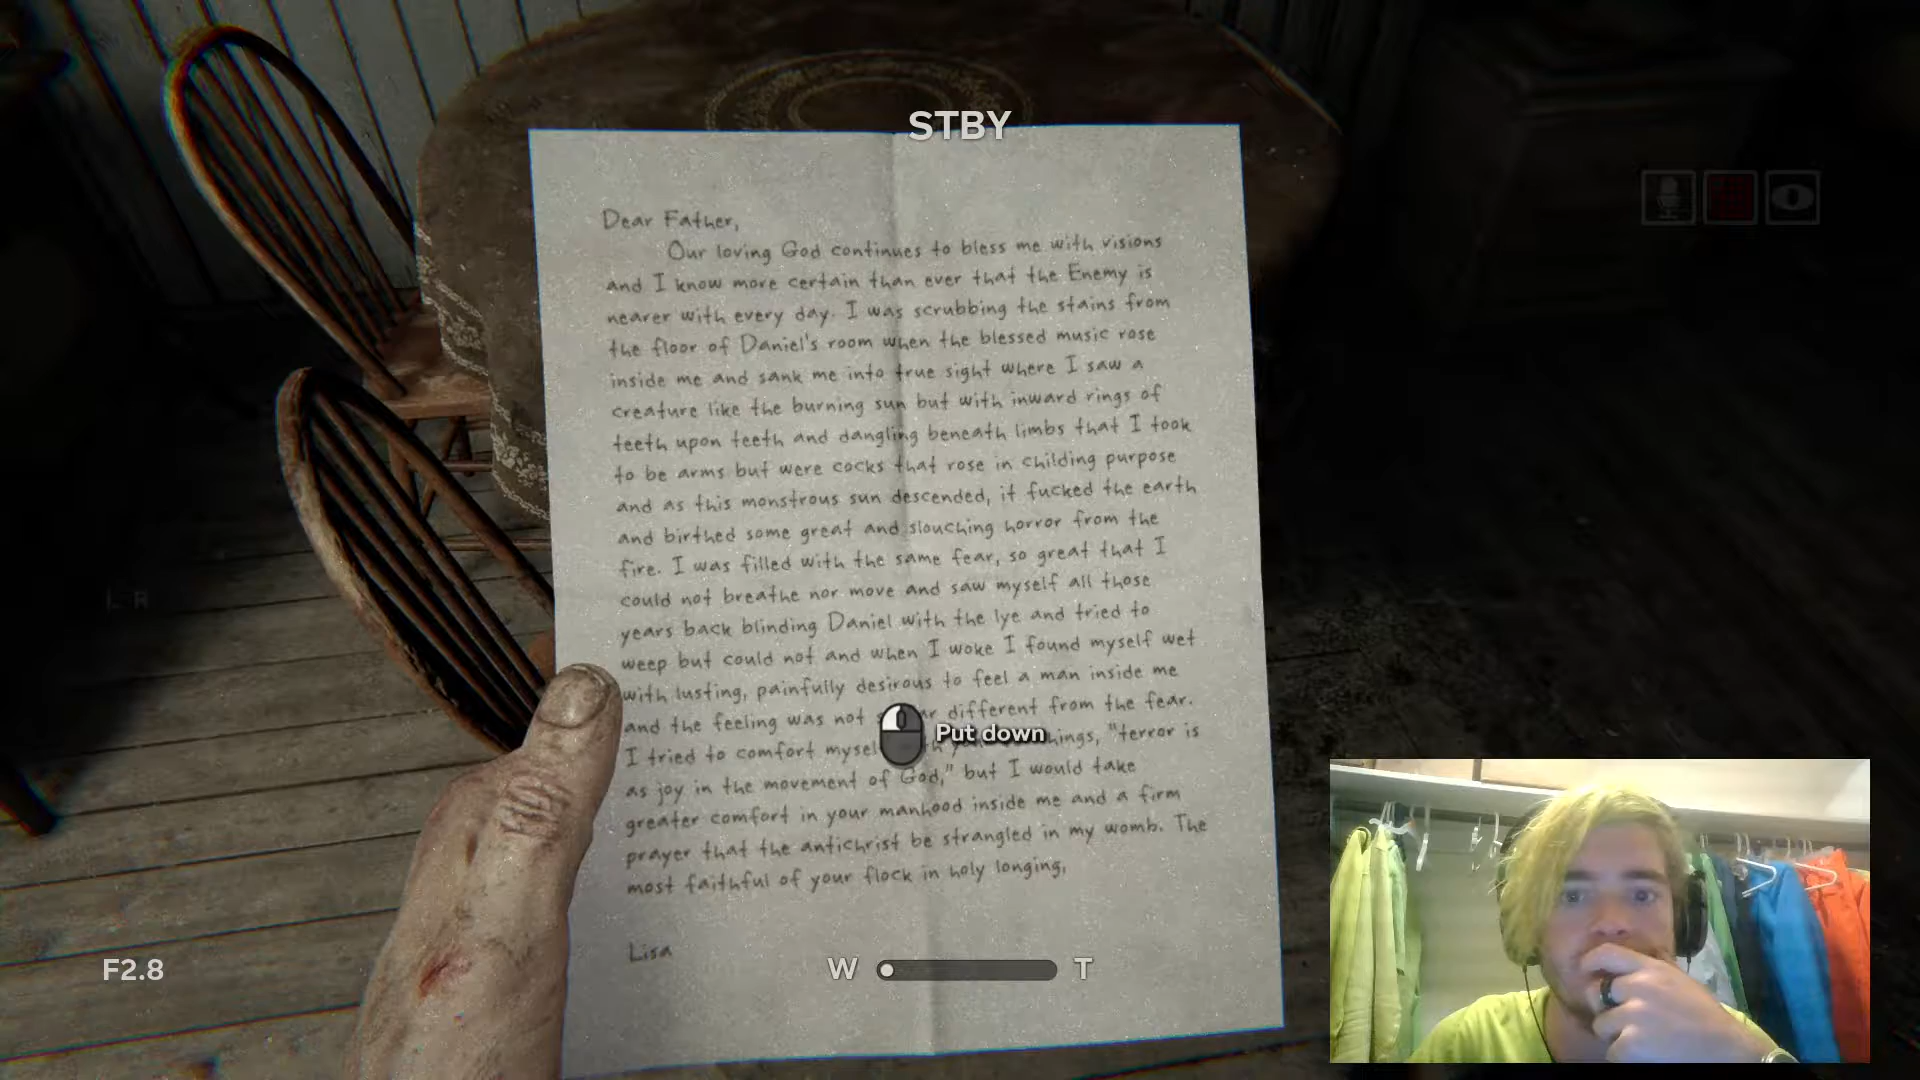 STBY
Dear Father,
Our loving God continues to bless me with visions
and I know more certain than ever that the Enemy is
nearer with every day. I was scrubbing the stains from
the floor of Daniel's room when the blessed music rose
inside me and sank me into true sight where I saw a
creature like the burning sun but with inward rings of
teeth upon teeth and dangling beneath limbs that I took
to be arms but were cocks that rose in childing purpose
and as this monstrous sun descended, it fucked the earth
and birthed some great and slouching horror from the
fire. I was filled with the same fear, so great that I
could not breathe nor move and saw myself all those
years back blinding Daniel with the lye and tried to
weep but could not and when I woke I found myself wet
with lusting, painfully desirous to feel a man inside me
and the feeling was not different from the fear.
I tried to comfort "terror is
as joy in the movement of God," but I would take
greater comfort in your manhood inside me and a firm
prayer that the antichrist be strangled in my womb. The
most faithful of your flock in holy longing,
Lisa
Put down
L R
F2.8
W T